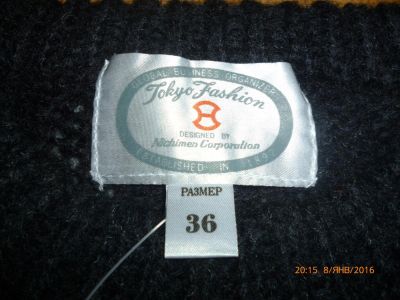 GLOBAL BUSINESS ORGANIZER
Tokyo Fashion
DESIGNED BY
Nichimen Corporation
ESTABLISHED IN
РАЗМЕР
36
20:15 8/ЯНВ/2016